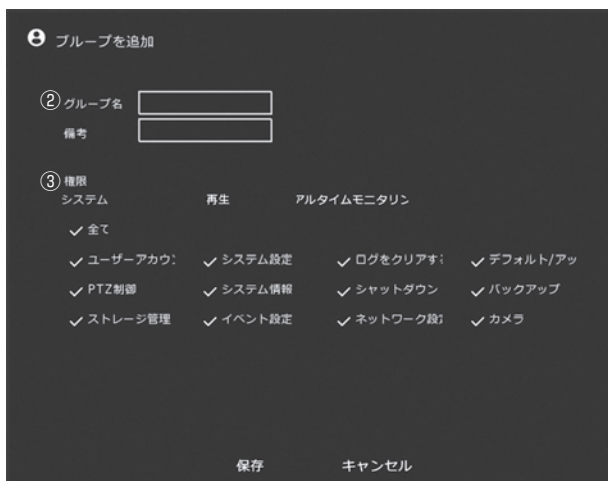 ブループを追加
② グループ名
備考
③ 権限
システム 再生 アルタイムモニタリン
全て
ユーザーアカウン システム設定 ログをクリアする デフォルト/アッ
PTZ制御 システム情報 シャットダウン バックアップ
ストレージ管理 イベント設定 ネットワーク設定 カメラ
保存 キャンセル